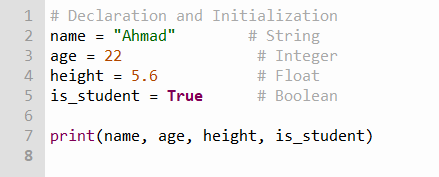 1 # Declaration and Initialization
2 name = "Ahmad"        # String
3 age = 22               # Integer
4 height = 5.6           # Float
5 is_student = True      # Boolean
6
7 print(name, age, height, is_student)
8